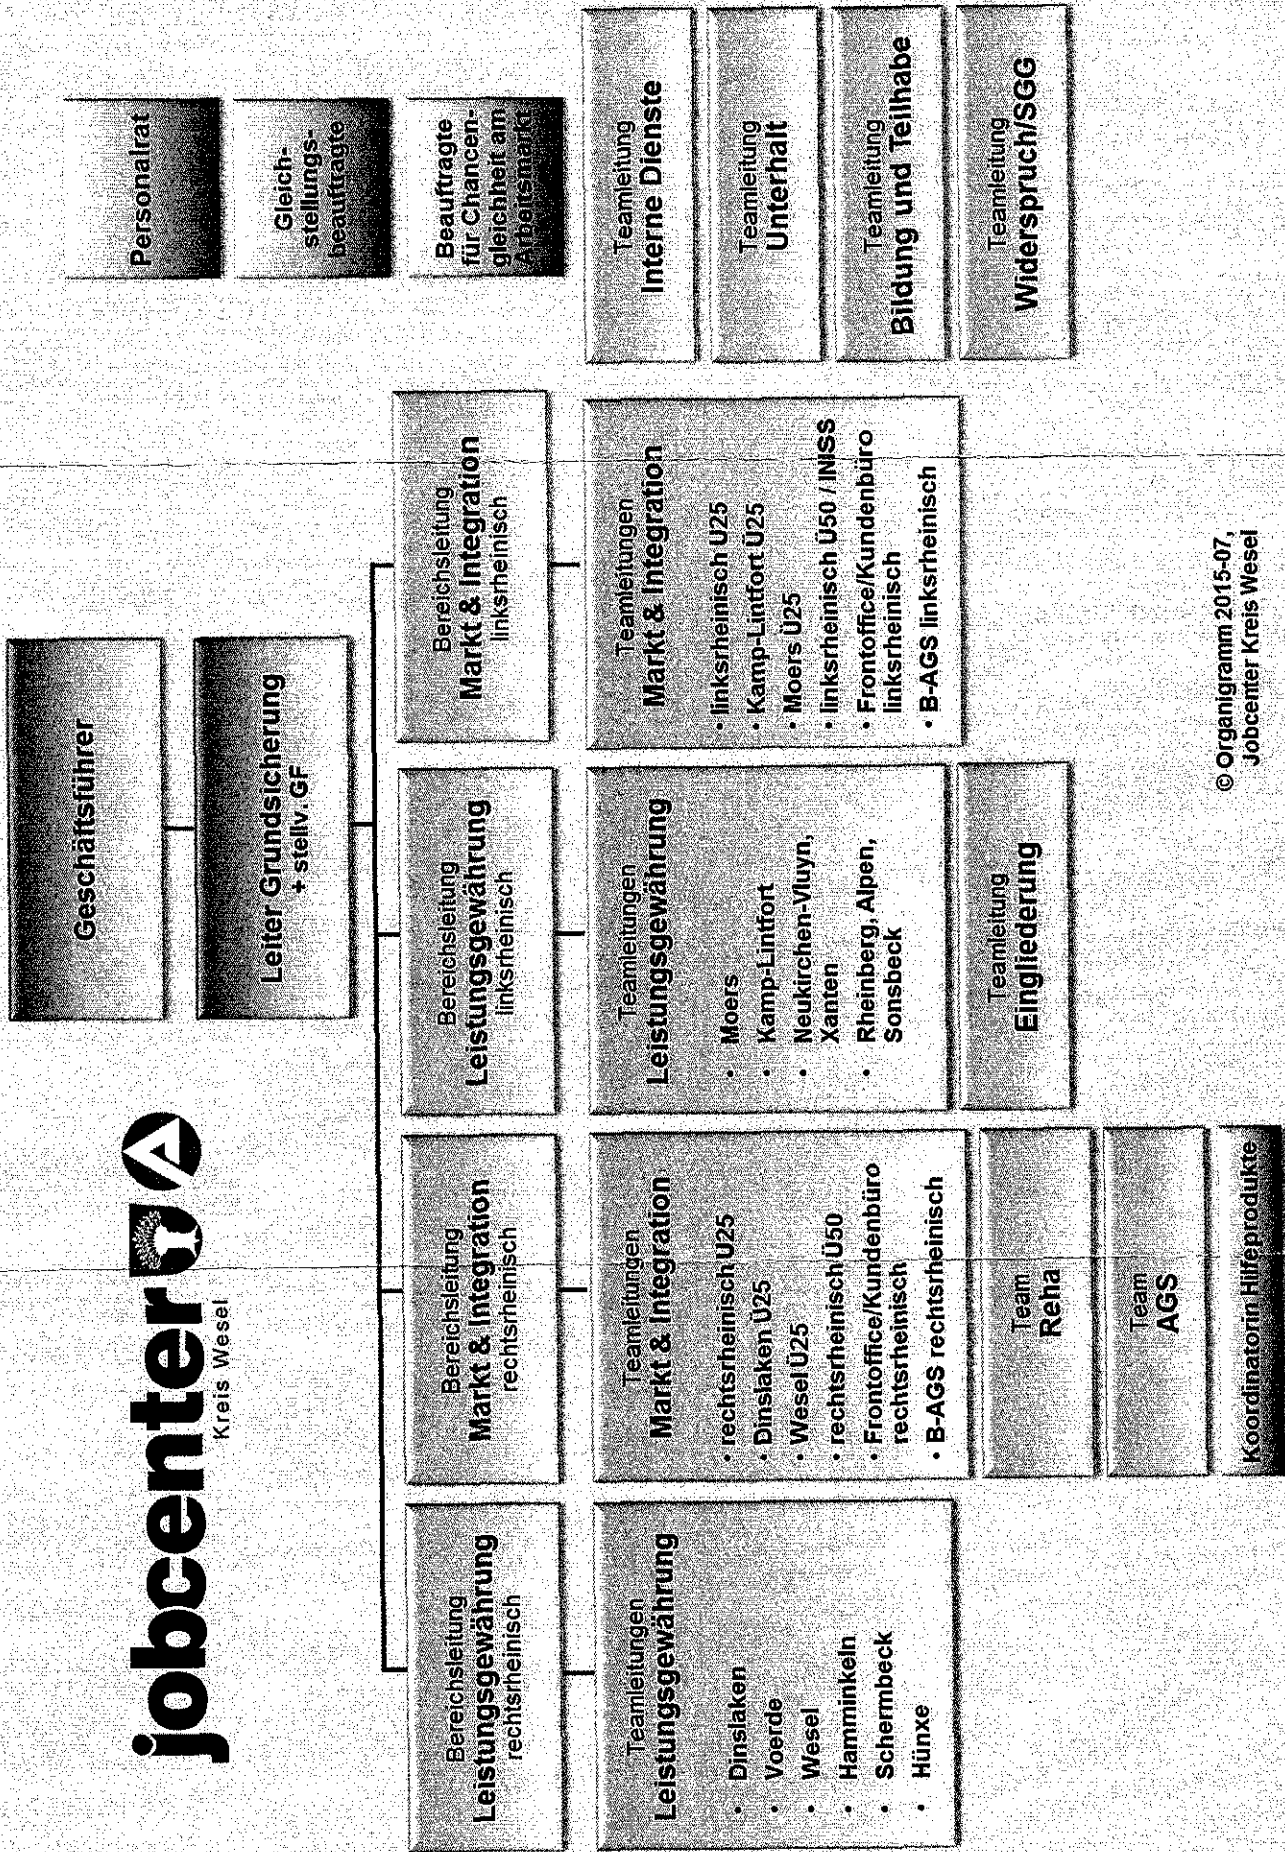 jobcenter
Kreis Wesel
Geschäftsführer
Leiter Grundsicherung
+ stellv. GF
Personalrat
Gleich-
stellungs-
beauftragte
Beauftragte
für Chancen-
gleichheit am
Arbeitsmarkt
Bereichsleitung
Leistungsgewährung
rechtsrheinisch
Bereichsleitung
Markt & Integration
rechtsrheinisch
Bereichsleitung
Leistungsgewährung
linksrheinisch
Bereichsleitung
Markt & Integration
linksrheinisch
Teamleitungen
Leistungsgewährung
• Dinslaken
• Voerde
• Wesel
• Hamminkeln
• Schermbeck
• Hünxe
Teamleitungen
Markt & Integration
• rechtsrheinisch U25
• Dinslaken Ü25
• Wesel Ü25
• rechtsrheinisch Ü50
• Frontoffice/Kundenbüro
rechtsrheinisch
• B-AGS rechtsrheinisch
Team
Reha
Team
AGS
Koordinatorin Hilfeprodukte
Teamleitungen
Leistungsgewährung
• Moers
• Kamp-Lintfort
• Neukirchen-Vluyn,
Xanten
• Rheinberg, Alpen,
Sonsbeck
Teamleitung
Eingliederung
Teamleitungen
Markt & Integration
• linksrheinisch U25
• Kamp-Lintfort Ü25
• Moers Ü25
• linksrheinisch Ü50 / INISS
• Frontoffice/Kundenbüro
linksrheinisch
• B-AGS linksrheinisch
Teamleitung
Interne Dienste
Teamleitung
Unterhalt
Teamleitung
Bildung und Teilhabe
Teamleitung
Widerspruch/SGG
© Organigramm 2015-07,
Jobcenter Kreis Wesel